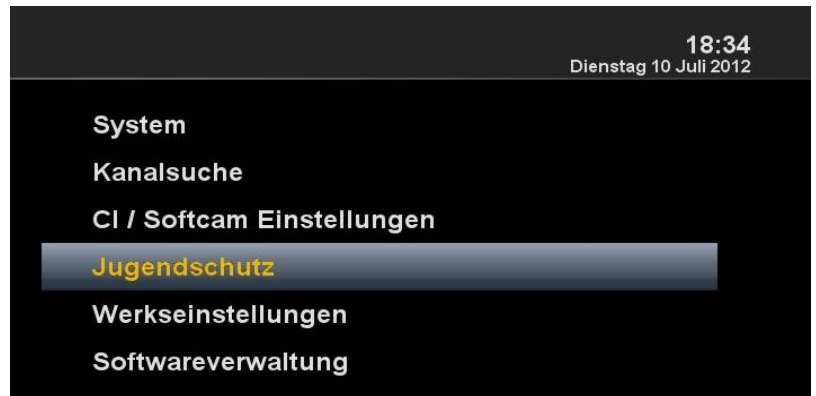 18:34
Dienstag 10 Juli 2012
System
Kanalsuche
CI / Softcam Einstellungen
Jugendschutz
Werkseinstellungen
Softwareverwaltung